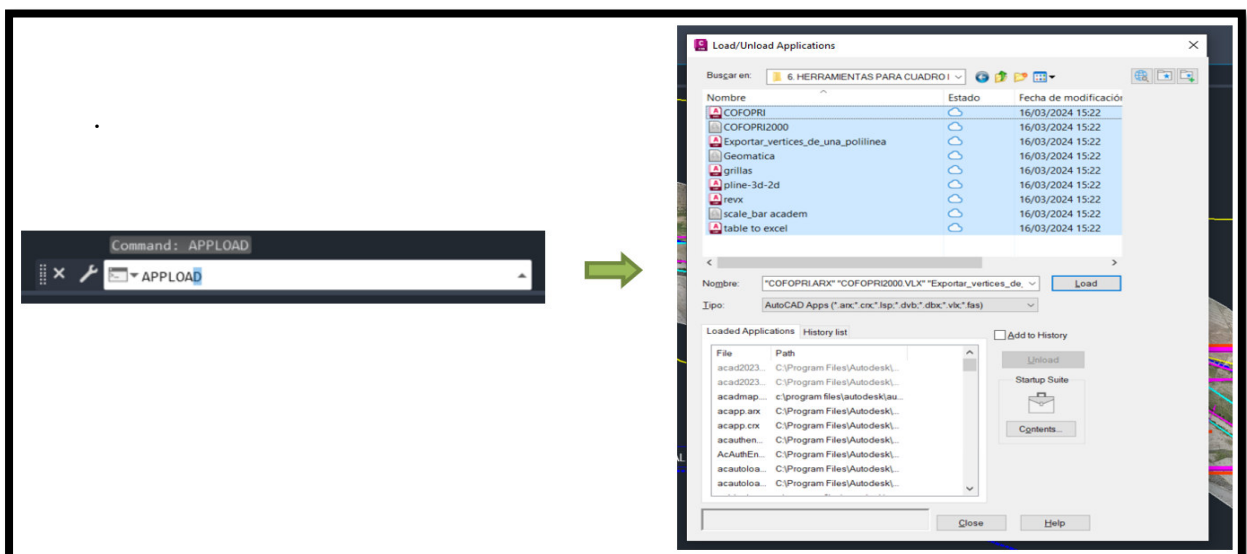 Command: APPLOAD
APPLOAD
Load/Unload Applications
Buscar en: 6. HERRAMIENTAS PARA CUADRO I
Nombre Estado Fecha de modificación
COFOPRI 16/03/2024 15:22
COFOPRI2000 16/03/2024 15:22
Exportar_vertices_de_una_polilinea 16/03/2024 15:22
Geomatica 16/03/2024 15:22
grillas 16/03/2024 15:22
pline-3d-2d 16/03/2024 15:22
revx 16/03/2024 15:22
scale_bar academ 16/03/2024 15:22
table to excel 16/03/2024 15:22
Nombre: "COFOPRI.ARX" "COFOPRI2000.VLX" "Exportar_vertices_de_ Load
Tipo: AutoCAD Apps (*.arx;*.crx;*.lsp;*.dvb;*.dbx;*.vlx;*.fas)
Loaded Applications History list Add to History
File Path
Unload
acad2023... C:\Program Files\Autodesk\...
acad2023... C:\Program Files\Autodesk\...
Startup Suite
acadmap... c:\program files\autodesk\au...
acapp.arx C:\Program Files\Autodesk\...
acapp.crx C:\Program Files\Autodesk\...
Contents...
acauthen... C:\Program Files\Autodesk\...
AcAuthEn... C:\Program Files\Autodesk\...
acautoloa... C:\Program Files\Autodesk\...
acautoloa... C:\Program Files\Autodesk\...
Close Help